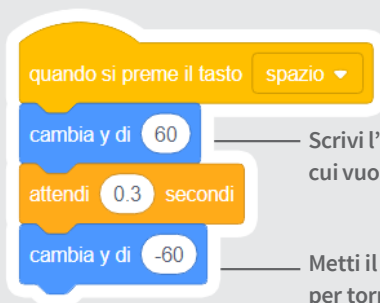 quando si preme il tasto spazio
cambia y di 60
Scrivi l'
cui vuo
attendi 0.3 secondi
cambia y di -60
Metti il
per torn